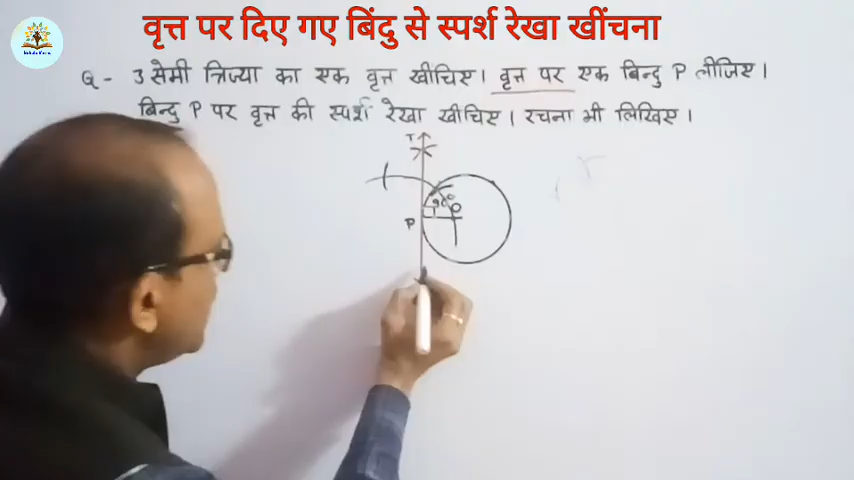 वृत्त पर दिए गए बिंदु से स्पर्श रेखा खींचना
Q - 3 सेमी त्रिज्या का एक वृत्त खीचिए। वृत्त पर एक बिन्दु P लीजिए।
बिन्दु P पर वृत्त की स्पर्श रेखा खीचिए। रचना भी लिखिए।
T
90°
O
P